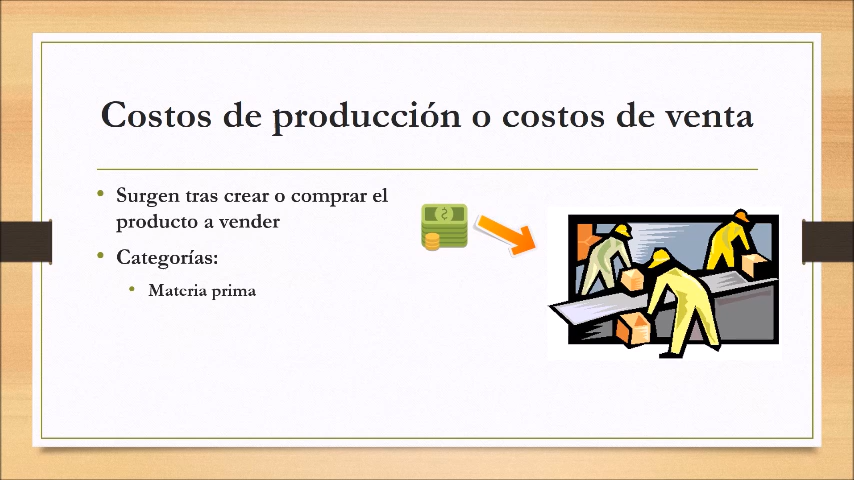 Costos de producción o costos de venta
• Surgen tras crear o comprar el
producto a vender
• Categorías:
• Materia prima